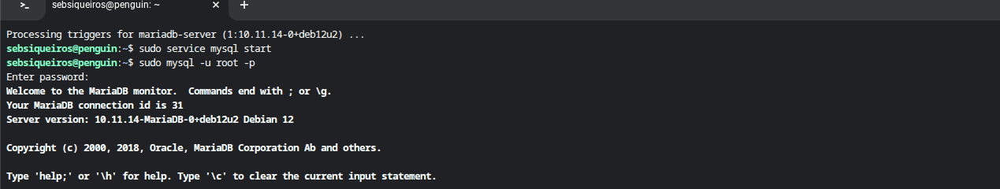 sebsiqueiros@penguin: ~
Processing triggers for mariadb-server (1:10.11.14-0+deb12u2) ...
sebsiqueiros@penguin:~$ sudo service mysql start
sebsiqueiros@penguin:~$ sudo mysql -u root -p
Enter password:
Welcome to the MariaDB monitor.  Commands end with ; or \g.
Your MariaDB connection id is 31
Server version: 10.11.14-MariaDB-0+deb12u2 Debian 12
Copyright (c) 2000, 2018, Oracle, MariaDB Corporation Ab and others.
Type 'help;' or '\h' for help. Type '\c' to clear the current input statement.